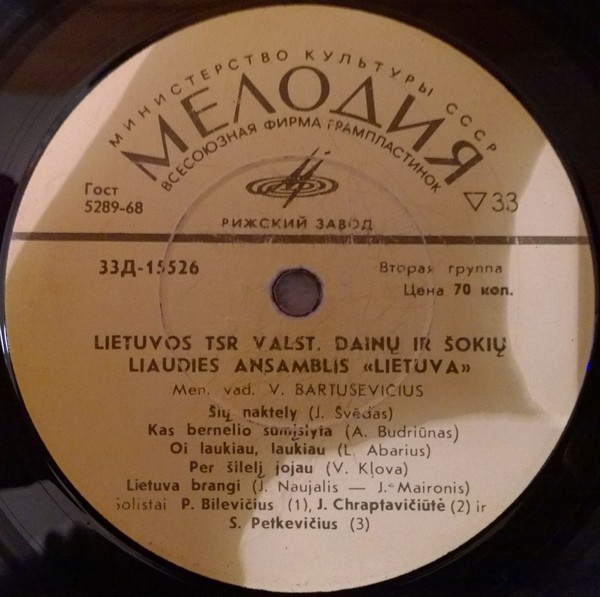 МИНИСТЕРСТВО КУЛЬТУРЫ СССР
МЕЛОДИЯ
ВСЕСОЮЗНАЯ ФИРМА ГРАМПЛАСТИНОК
Гост
5289-68
33
РИЖСКИЙ ЗАВОД
33Д-15526
Вторая группа
Цена 70 коп.
LIETUVOS TSR VALST. DAINŲ IR ŠOKIŲ
LIAUDIES ANSAMBLIS «LIETUVA»
Men. vad. V. BARTUSEVIČIUS
Šių naktely (J. Švėdas)
Kas bernelio sumislyta (A. Budriūnas)
Oi laukiau, laukiau (L. Abarius)
Per šilelį jojau (V. Klova)
Lietuva brangi (J. Naujalis — J. Maironis)
Solistai P. Bilevičius (1), J. Chraptavičiūtė (2) ir
S. Petkevičius (3)